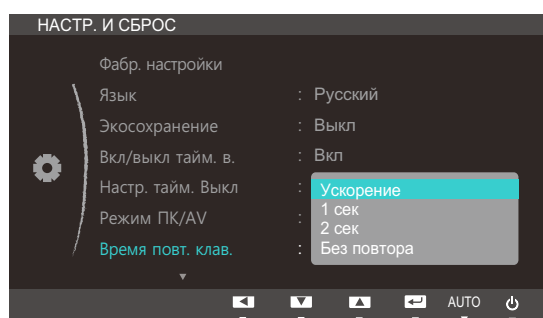 НАСТР. И СБРОС
Фабр. настройки
Язык : Русский
Экосохранение : Выкл
Вкл/выкл тайм. в. : Вкл
Настр. тайм. Выкл :
Режим ПК/AV :
Время повт. клав. :
Ускорение
1 сек
2 сек
Без повтора
AUTO